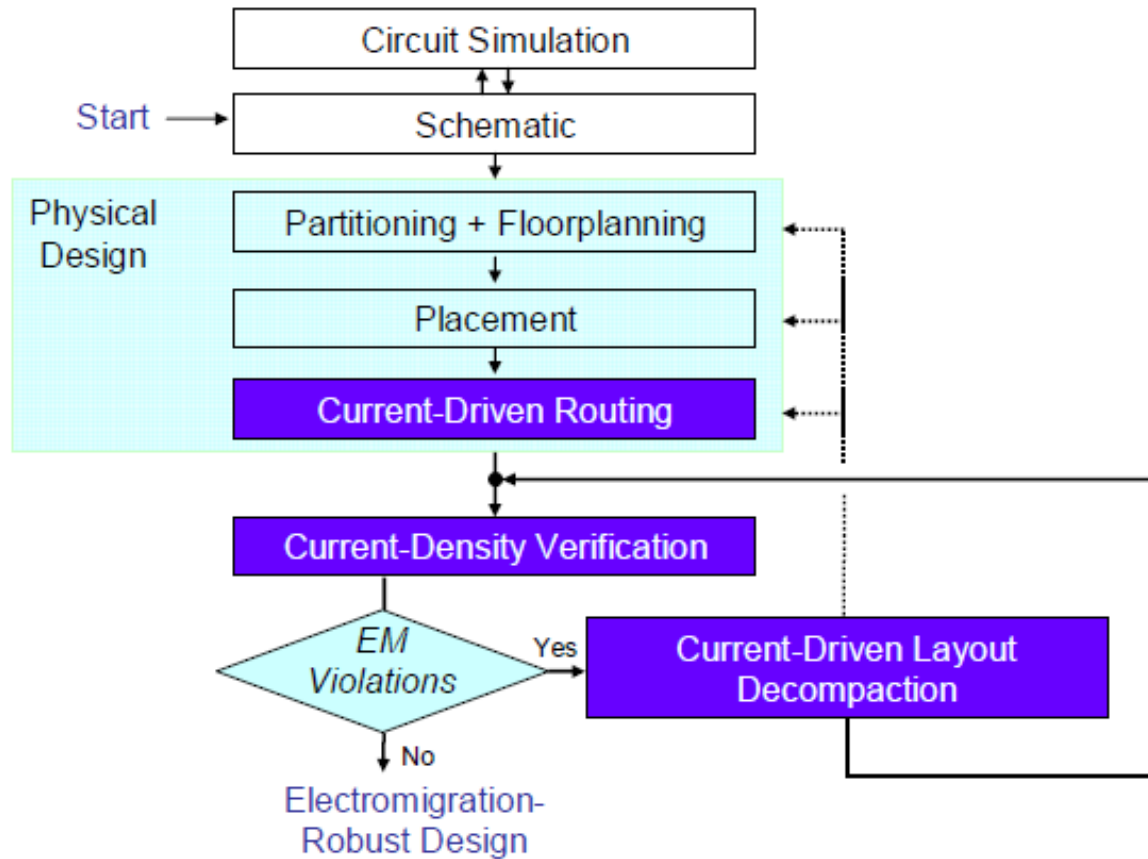 Circuit Simulation
Start
Schematic
Physical
Design
Partitioning + Floorplanning
Placement
Current-Driven Routing
Current-Density Verification
EM
Violations
Yes
Current-Driven Layout
Decompaction
No
Electromigration-
Robust Design